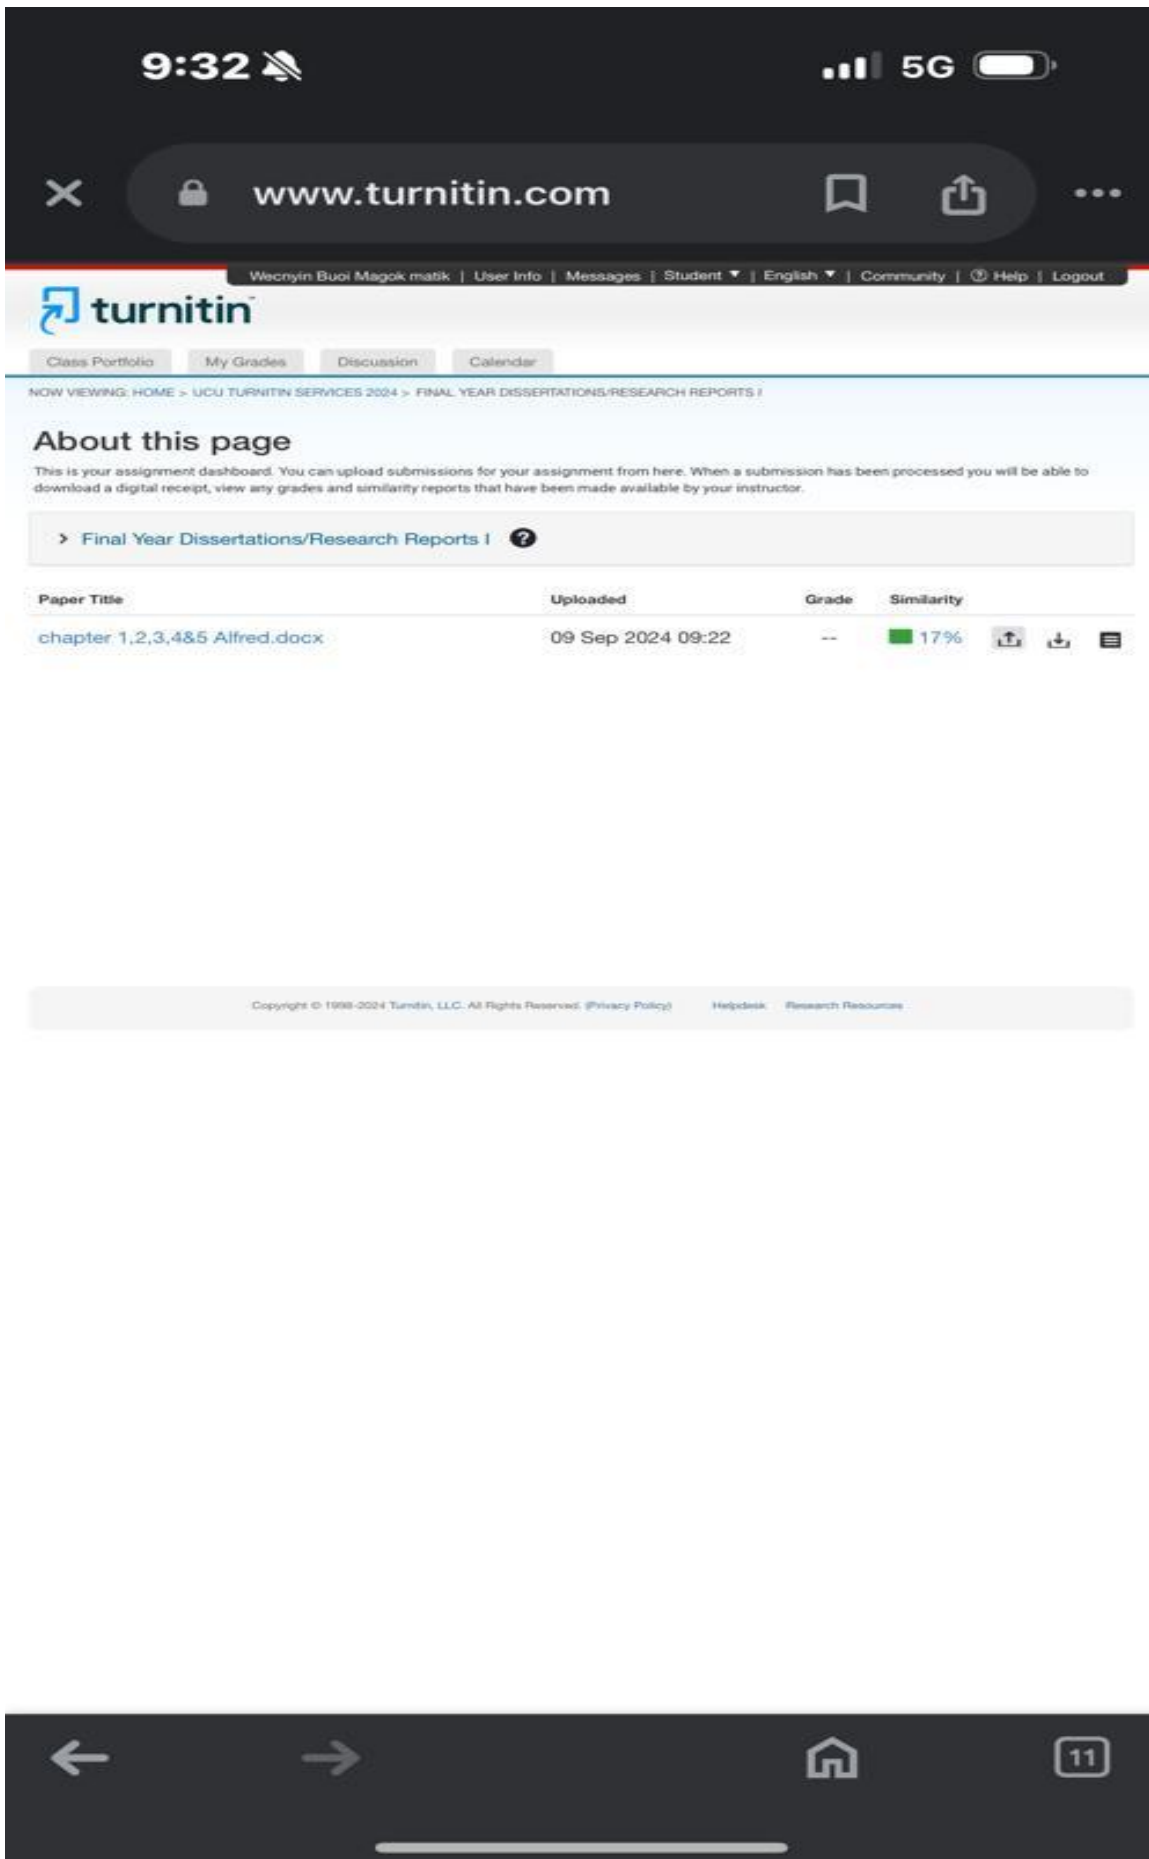 9:32
5G
www.turnitin.com
Wecnyin Buoi Magok matik | User Info | Messages | Student ▼ | English ▼ | Community | ? Help | Logout
turnitin
Class Portfolio My Grades Discussion Calendar
NOW VIEWING: HOME > UCU TURNITIN SERVICES 2024 > FINAL YEAR DISSERTATIONS/RESEARCH REPORTS I
About this page
This is your assignment dashboard. You can upload submissions for your assignment from here. When a submission has been processed you will be able to
download a digital receipt, view any grades and similarity reports that have been made available by your instructor.
> Final Year Dissertations/Research Reports I ?
Paper Title Uploaded Grade Similarity
chapter 1,2,3,4&5 Alfred.docx 09 Sep 2024 09:22 -- 17%
Copyright © 1998-2024 Turnitin, LLC. All Rights Reserved. (Privacy Policy) Helpdesk Research Resources
11